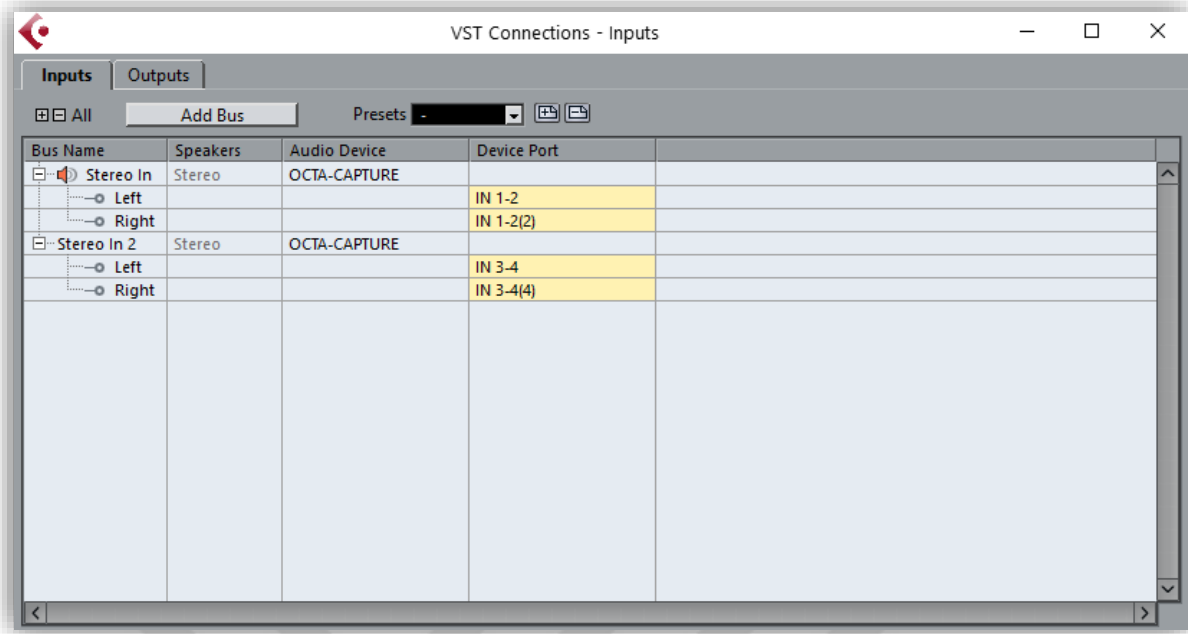 VST Connections - Inputs
Inputs Outputs
All Add Bus Presets -
Bus Name Speakers Audio Device Device Port
Stereo In Stereo OCTA-CAPTURE
Left IN 1-2
Right IN 1-2(2)
Stereo In 2 Stereo OCTA-CAPTURE
Left IN 3-4
Right IN 3-4(4)